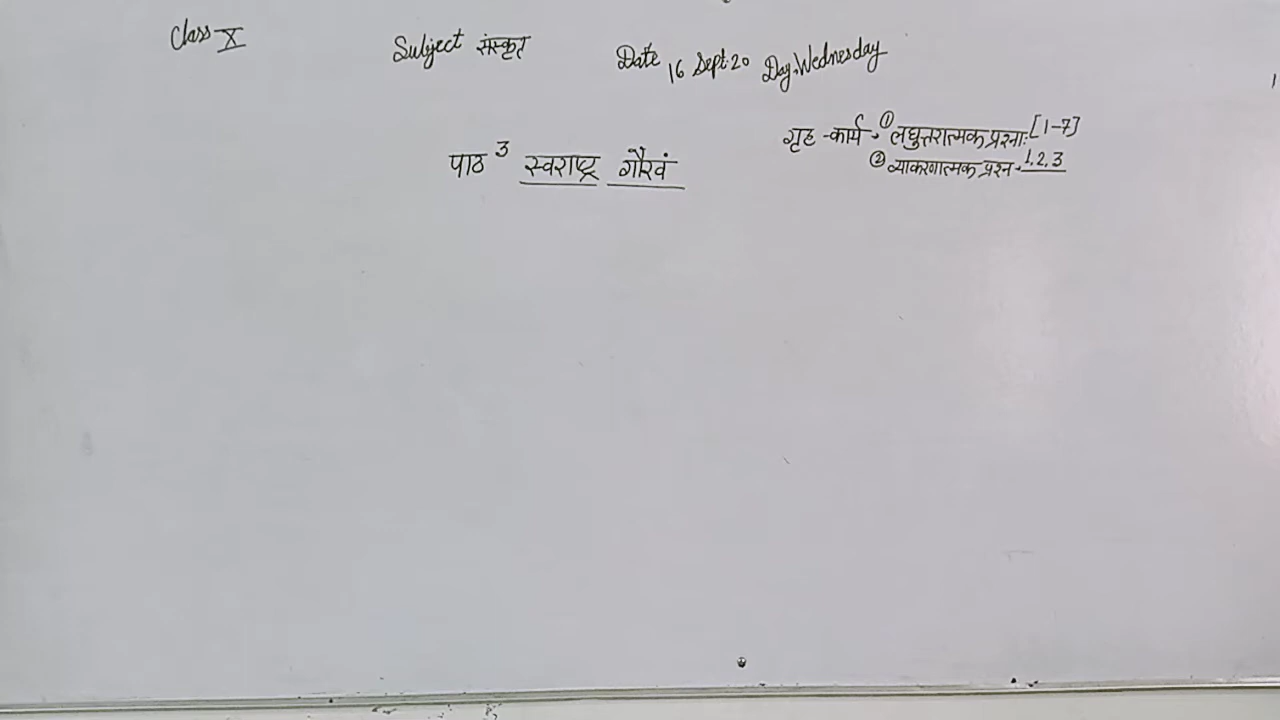 Class X
Subject संस्कृत
Date 16 Sept. 20 Day. Wednesday
गृह-कार्य. ① लघुत्तरात्मक प्रश्नाः [1-7]
② व्याकरणात्मक प्रश्न. 1, 2, 3
पाठ 3 स्वराष्ट्र गौरवं